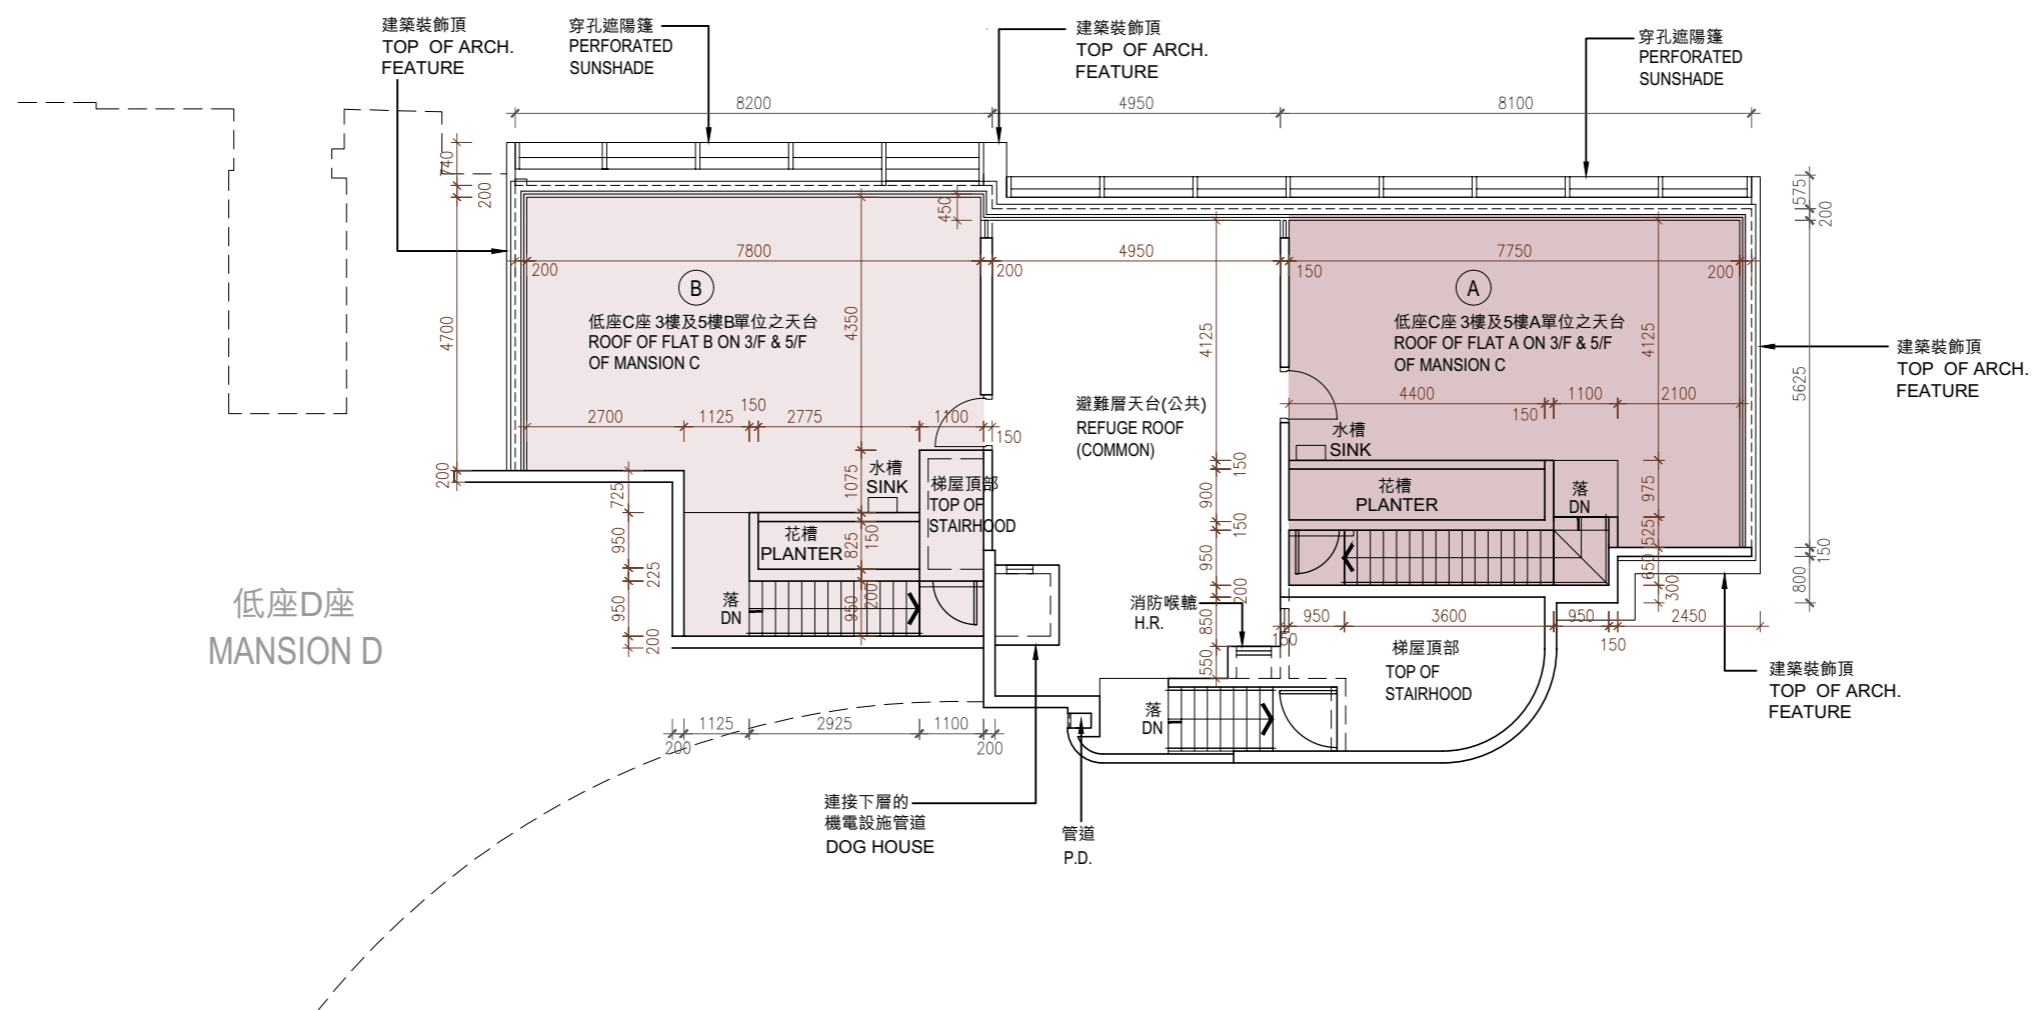 建築裝飾頂
TOP OF ARCH.
FEATURE
穿孔遮陽篷
PERFORATED
SUNSHADE
建築裝飾頂
TOP OF ARCH.
FEATURE
穿孔遮陽篷
PERFORATED
SUNSHADE
8200
4950
8100
740
200
450
575
200
7800
200
200
4950
150
7750
200
B
低座C座 3樓及5樓B單位之天台
ROOF OF FLAT B ON 3/F & 5/F
OF MANSION C
4700
4350
4125
A
低座C座 3樓及5樓A單位之天台
ROOF OF FLAT A ON 3/F & 5/F
OF MANSION C
4125
5625
建築裝飾頂
TOP OF ARCH.
FEATURE
2700
1125
150
2775
1100
150
避難層天台(公共)
REFUGE ROOF
(COMMON)
4400
150
1100
2100
水槽
SINK
水槽
SINK
200
725
1075
梯屋頂部
TOP OF
STAIRHOOD
150
900
150
花槽
PLANTER
落
DN
975
525
150
花槽
PLANTER
825
150
950
225
950
200
落
DN
950
200
950
200
850
550
650
300
800
低座D座
MANSION D
消防喉轆
H.R.
150
950
3600
950
150
2450
梯屋頂部
TOP OF
STAIRHOOD
建築裝飾頂
TOP OF ARCH.
FEATURE
落
DN
200
1125
2925
1100
200
連接下層的
機電設施管道
DOG HOUSE
管道
P.D.